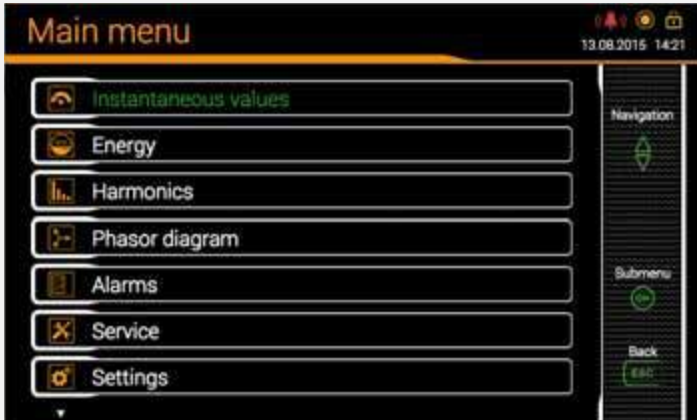 Main menu
13.08.2015 14:21
Instantaneous values
Navigation
Energy
Harmonics
Phasor diagram
Submenu
Alarms
Service
Back
ESC
Settings